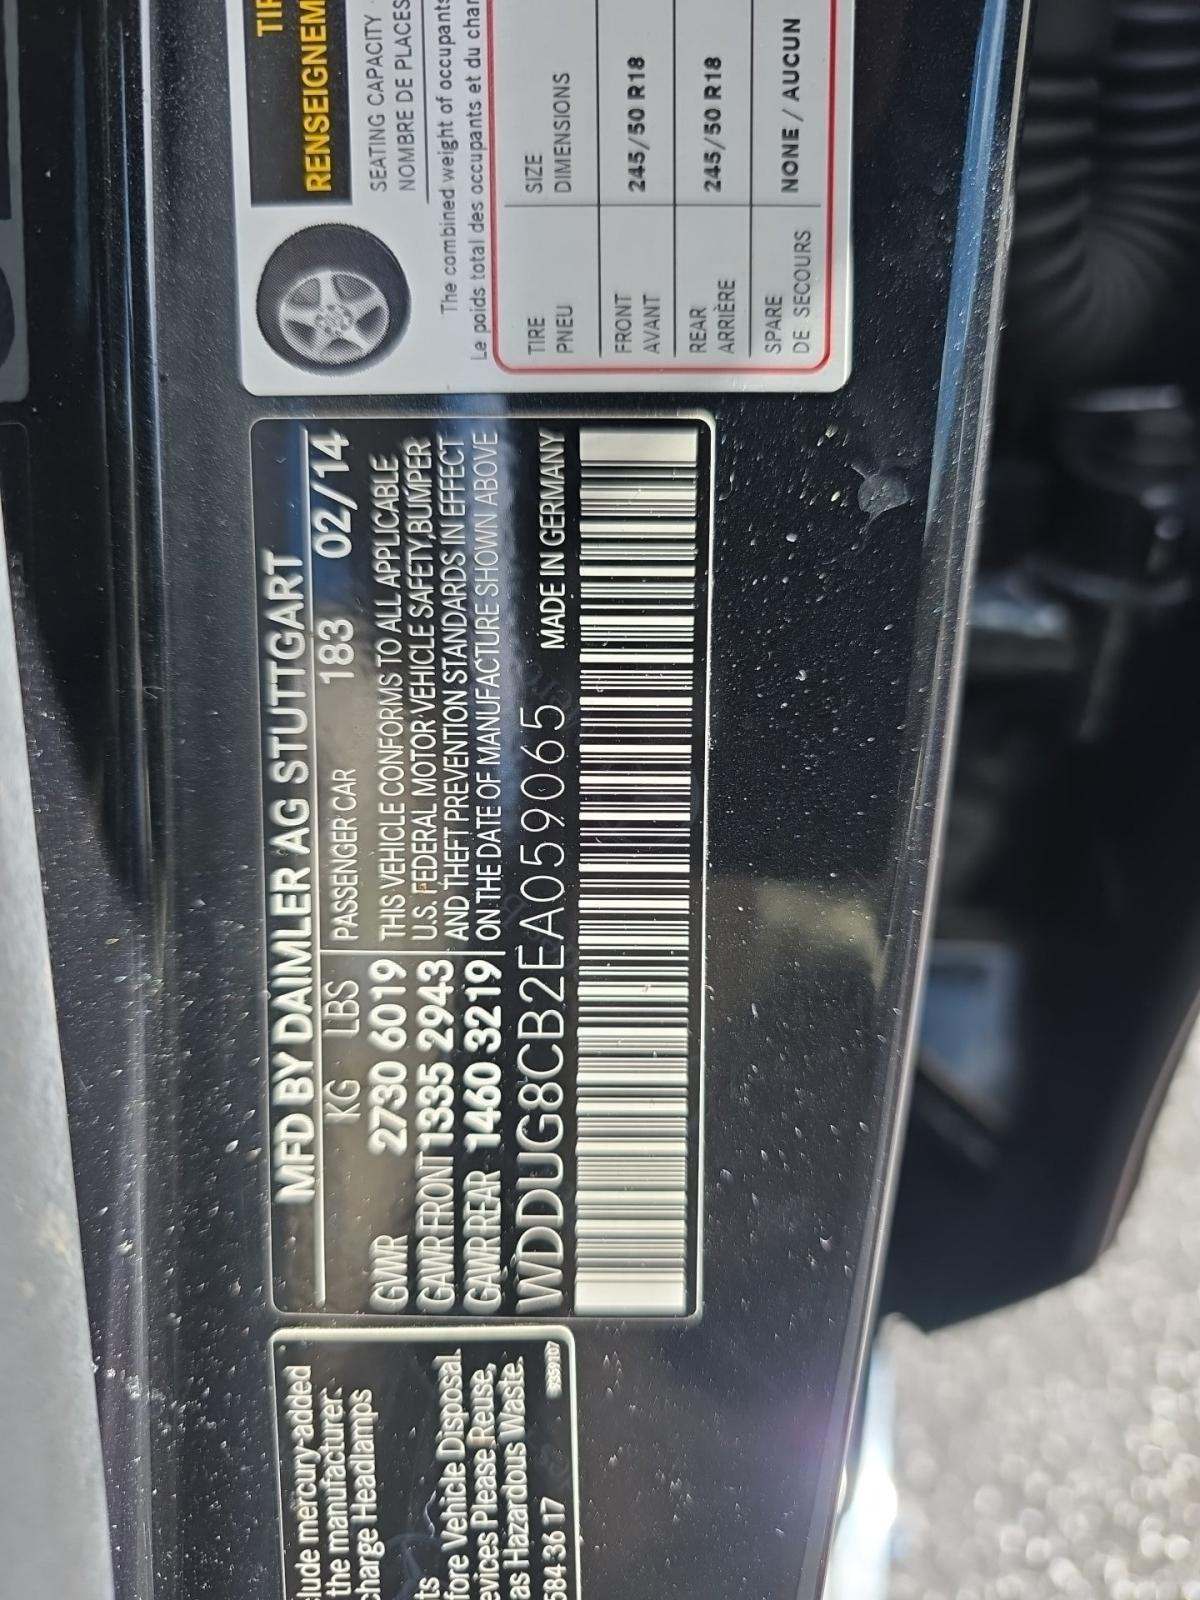 MFD BY DAIMLER AG STUTTGART
KG LBS PASSENGER CAR 183 02/14
GVWR 2730 6019 THIS VEHICLE CONFORMS TO ALL APPLICABLE
GAWR FRONT 1335 2943 U.S. FEDERAL MOTOR VEHICLE SAFETY,BUMPER
GAWR REAR 1460 3219 AND THEFT PREVENTION STANDARDS IN EFFECT
ON THE DATE OF MANUFACTURE SHOWN ABOVE
WDDUG8CB2EA059065 MADE IN GERMANY
RENSEIGNEM
SEATING CAPACITY
NOMBRE DE PLACES
The combined weight of occupants
Le poids total des occupants et du char
TIRE SIZE
PNEU DIMENSIONS
FRONT 245/50 R18
AVANT
REAR 245/50 R18
ARRIÈRE
SPARE NONE / AUCUN
DE SECOURS
clude mercury-added
the manufacturer.
charge Headlamps
ts
fore Vehicle Disposal.
evices Please Reuse,
as Hazardous Waste.
584 36 17